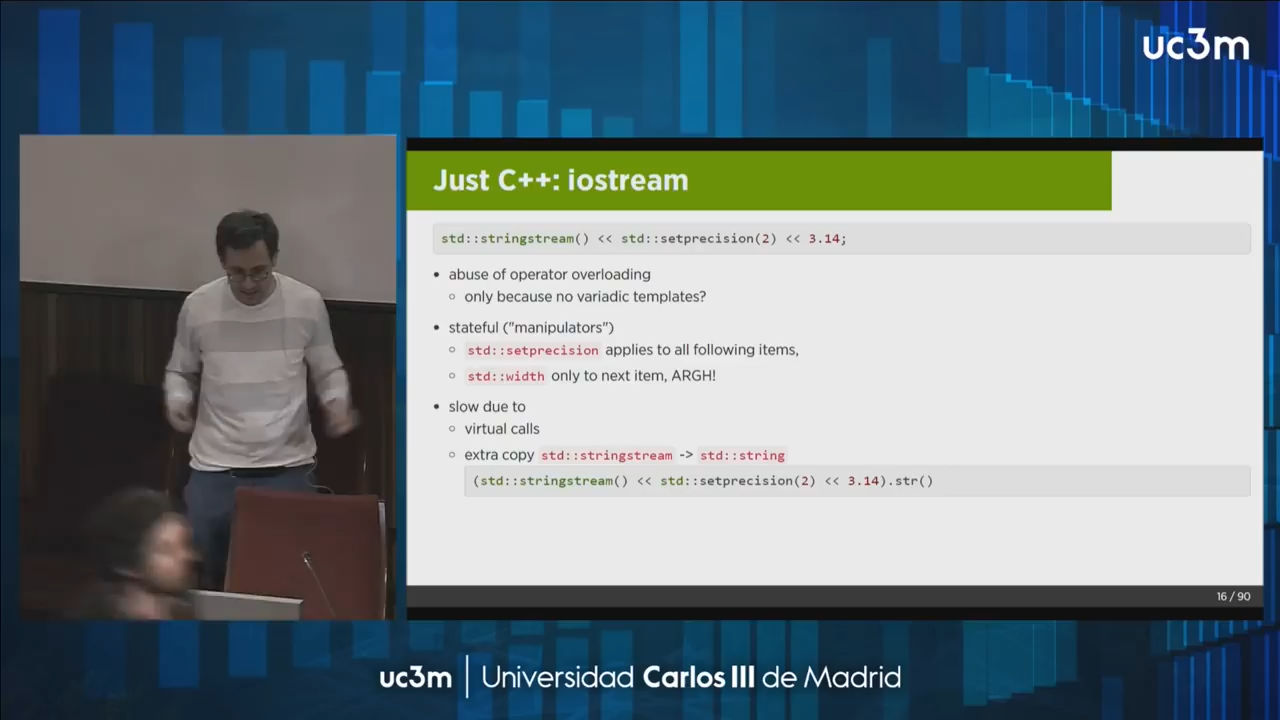 uc3m
Just C++: iostream
std::stringstream() << std::setprecision(2) << 3.14;
• abuse of operator overloading
◦ only because no variadic templates?
• stateful ("manipulators")
◦ std::setprecision applies to all following items,
◦ std::width only to next item, ARGH!
• slow due to
◦ virtual calls
◦ extra copy std::stringstream -> std::string
(std::stringstream() << std::setprecision(2) << 3.14).str()
16 / 90
uc3m | Universidad Carlos III de Madrid